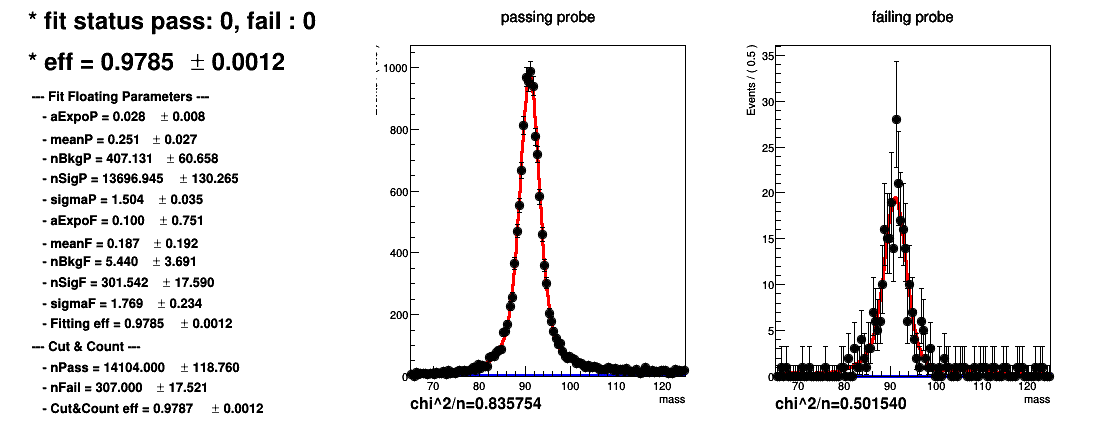 * fit status pass: 0, fail : 0
* eff = 0.9785 ± 0.0012
--- Fit Floating Parameters ---
- aExpoP = 0.028 ± 0.008
- meanP = 0.251 ± 0.027
- nBkgP = 407.131 ± 60.658
- nSigP = 13696.945 ± 130.265
- sigmaP = 1.504 ± 0.035
- aExpoF = 0.100 ± 0.751
- meanF = 0.187 ± 0.192
- nBkgF = 5.440 ± 3.691
- nSigF = 301.542 ± 17.590
- sigmaF = 1.769 ± 0.234
- Fitting eff = 0.9785 ± 0.0012
--- Cut & Count ---
- nPass = 14104.000 ± 118.760
- nFail = 307.000 ± 17.521
- Cut&Count eff = 0.9787 ± 0.0012
passing probe
1000
800
600
400
200
0
70 80 90 100 110 120
mass
chi^2/n=0.835754
failing probe
Events / ( 0.5 )
35
30
25
20
15
10
5
0
70 80 90 100 110 120
mass
chi^2/n=0.501540